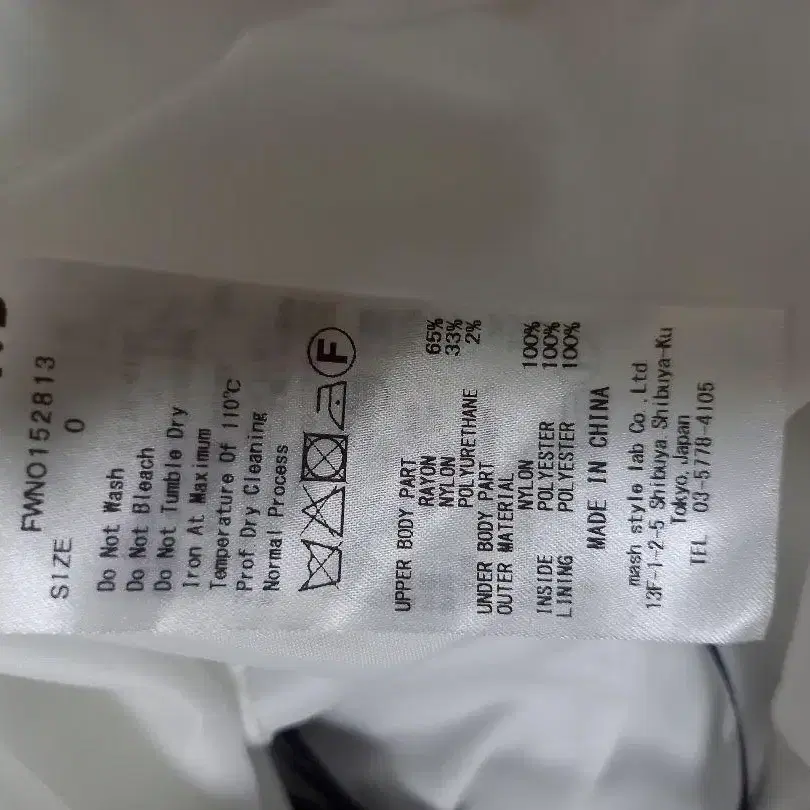 FWNO152813
SIZE 0
Do Not Wash
Do Not Bleach
Do Not Tumble Dry
Iron At Maximum
Temperature Of 110℃
Prof Dry Cleaning
Normal Process
F
UPPER BODY PART
RAYON 65%
NYLON 33%
POLYURETHANE 2%
UNDER BODY PART
OUTER MATERIAL
NYLON 100%
INSIDE POLYESTER 100%
LINING POLYESTER 100%
MADE IN CHINA
mash style lab Co.,Ltd
13F-1-2-5 Shibuya Shibuya-Ku
Tokyo,Japan
TEL 03-5778-4105